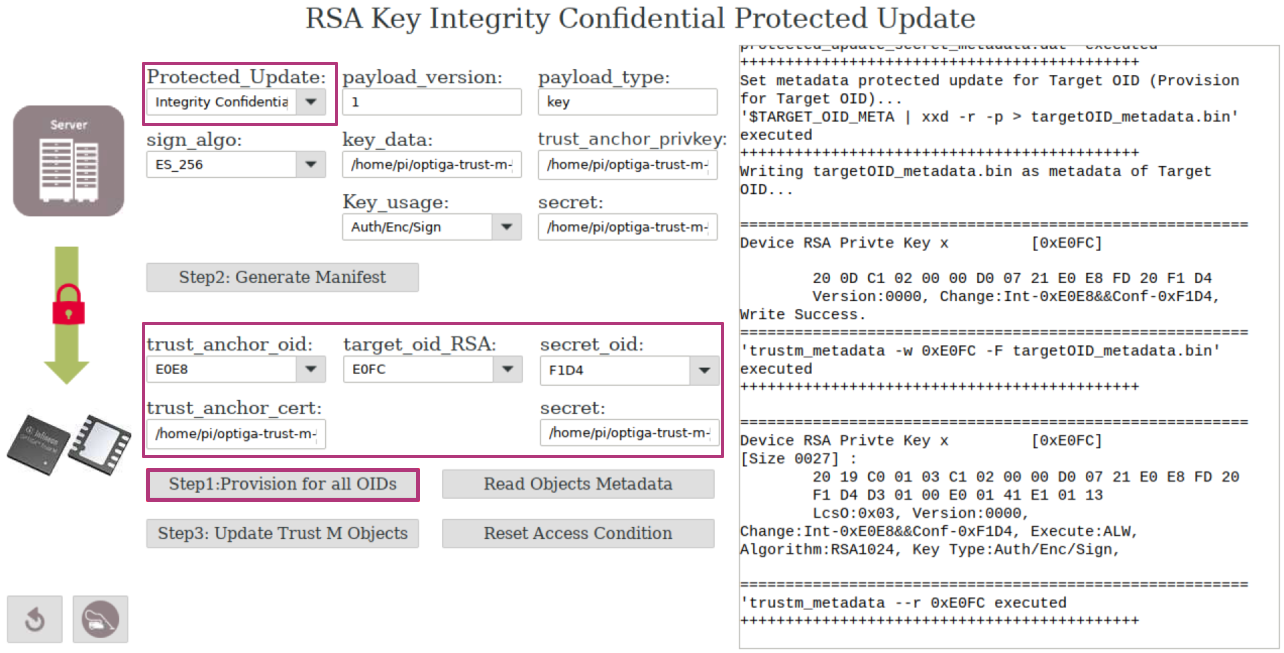 RSA Key Integrity Confidential Protected Update
Server
Protected_Update:
Integrity Confidentia
payload_version:
1
payload_type:
key
sign_algo:
ES_256
key_data:
/home/pi/optiga-trust-m-
trust_anchor_privkey:
/home/pi/optiga-trust-m-
Key_usage:
Auth/Enc/Sign
secret:
/home/pi/optiga-trust-m-
Step2: Generate Manifest
trust_anchor_oid:
E0E8
target_oid_RSA:
E0FC
secret_oid:
F1D4
trust_anchor_cert:
/home/pi/optiga-trust-m-
secret:
/home/pi/optiga-trust-m-
Step1:Provision for all OIDs
Read Objects Metadata
Step3: Update Trust M Objects
Reset Access Condition
Infineon
protected_update_secret_metadata.dat' executed
++++++++++++++++++++++++++++++++++++++++++++
Set metadata protected update for Target OID (Provision
for Target OID)...
'$TARGET_OID_META | xxd -r -p > targetOID_metadata.bin'
executed
++++++++++++++++++++++++++++++++++++++++++++
Writing targetOID_metadata.bin as metadata of Target
OID...
========================================================
Device RSA Privte Key x [0xE0FC]
20 0D C1 02 00 00 D0 07 21 E0 E8 FD 20 F1 D4
Version:0000, Change:Int-0xE0E8&&Conf-0xF1D4,
Write Success.
========================================================
'trustm_metadata -w 0xE0FC -F targetOID_metadata.bin'
executed
++++++++++++++++++++++++++++++++++++++++++++
========================================================
Device RSA Privte Key x [0xE0FC]
[Size 0027] :
20 19 C0 01 03 C1 02 00 00 D0 07 21 E0 E8 FD 20
F1 D4 D3 01 00 E0 01 41 E1 01 13
LcsO:0x03, Version:0000,
Change:Int-0xE0E8&&Conf-0xF1D4, Execute:ALW,
Algorithm:RSA1024, Key Type:Auth/Enc/Sign,
========================================================
'trustm_metadata --r 0xE0FC executed
++++++++++++++++++++++++++++++++++++++++++++